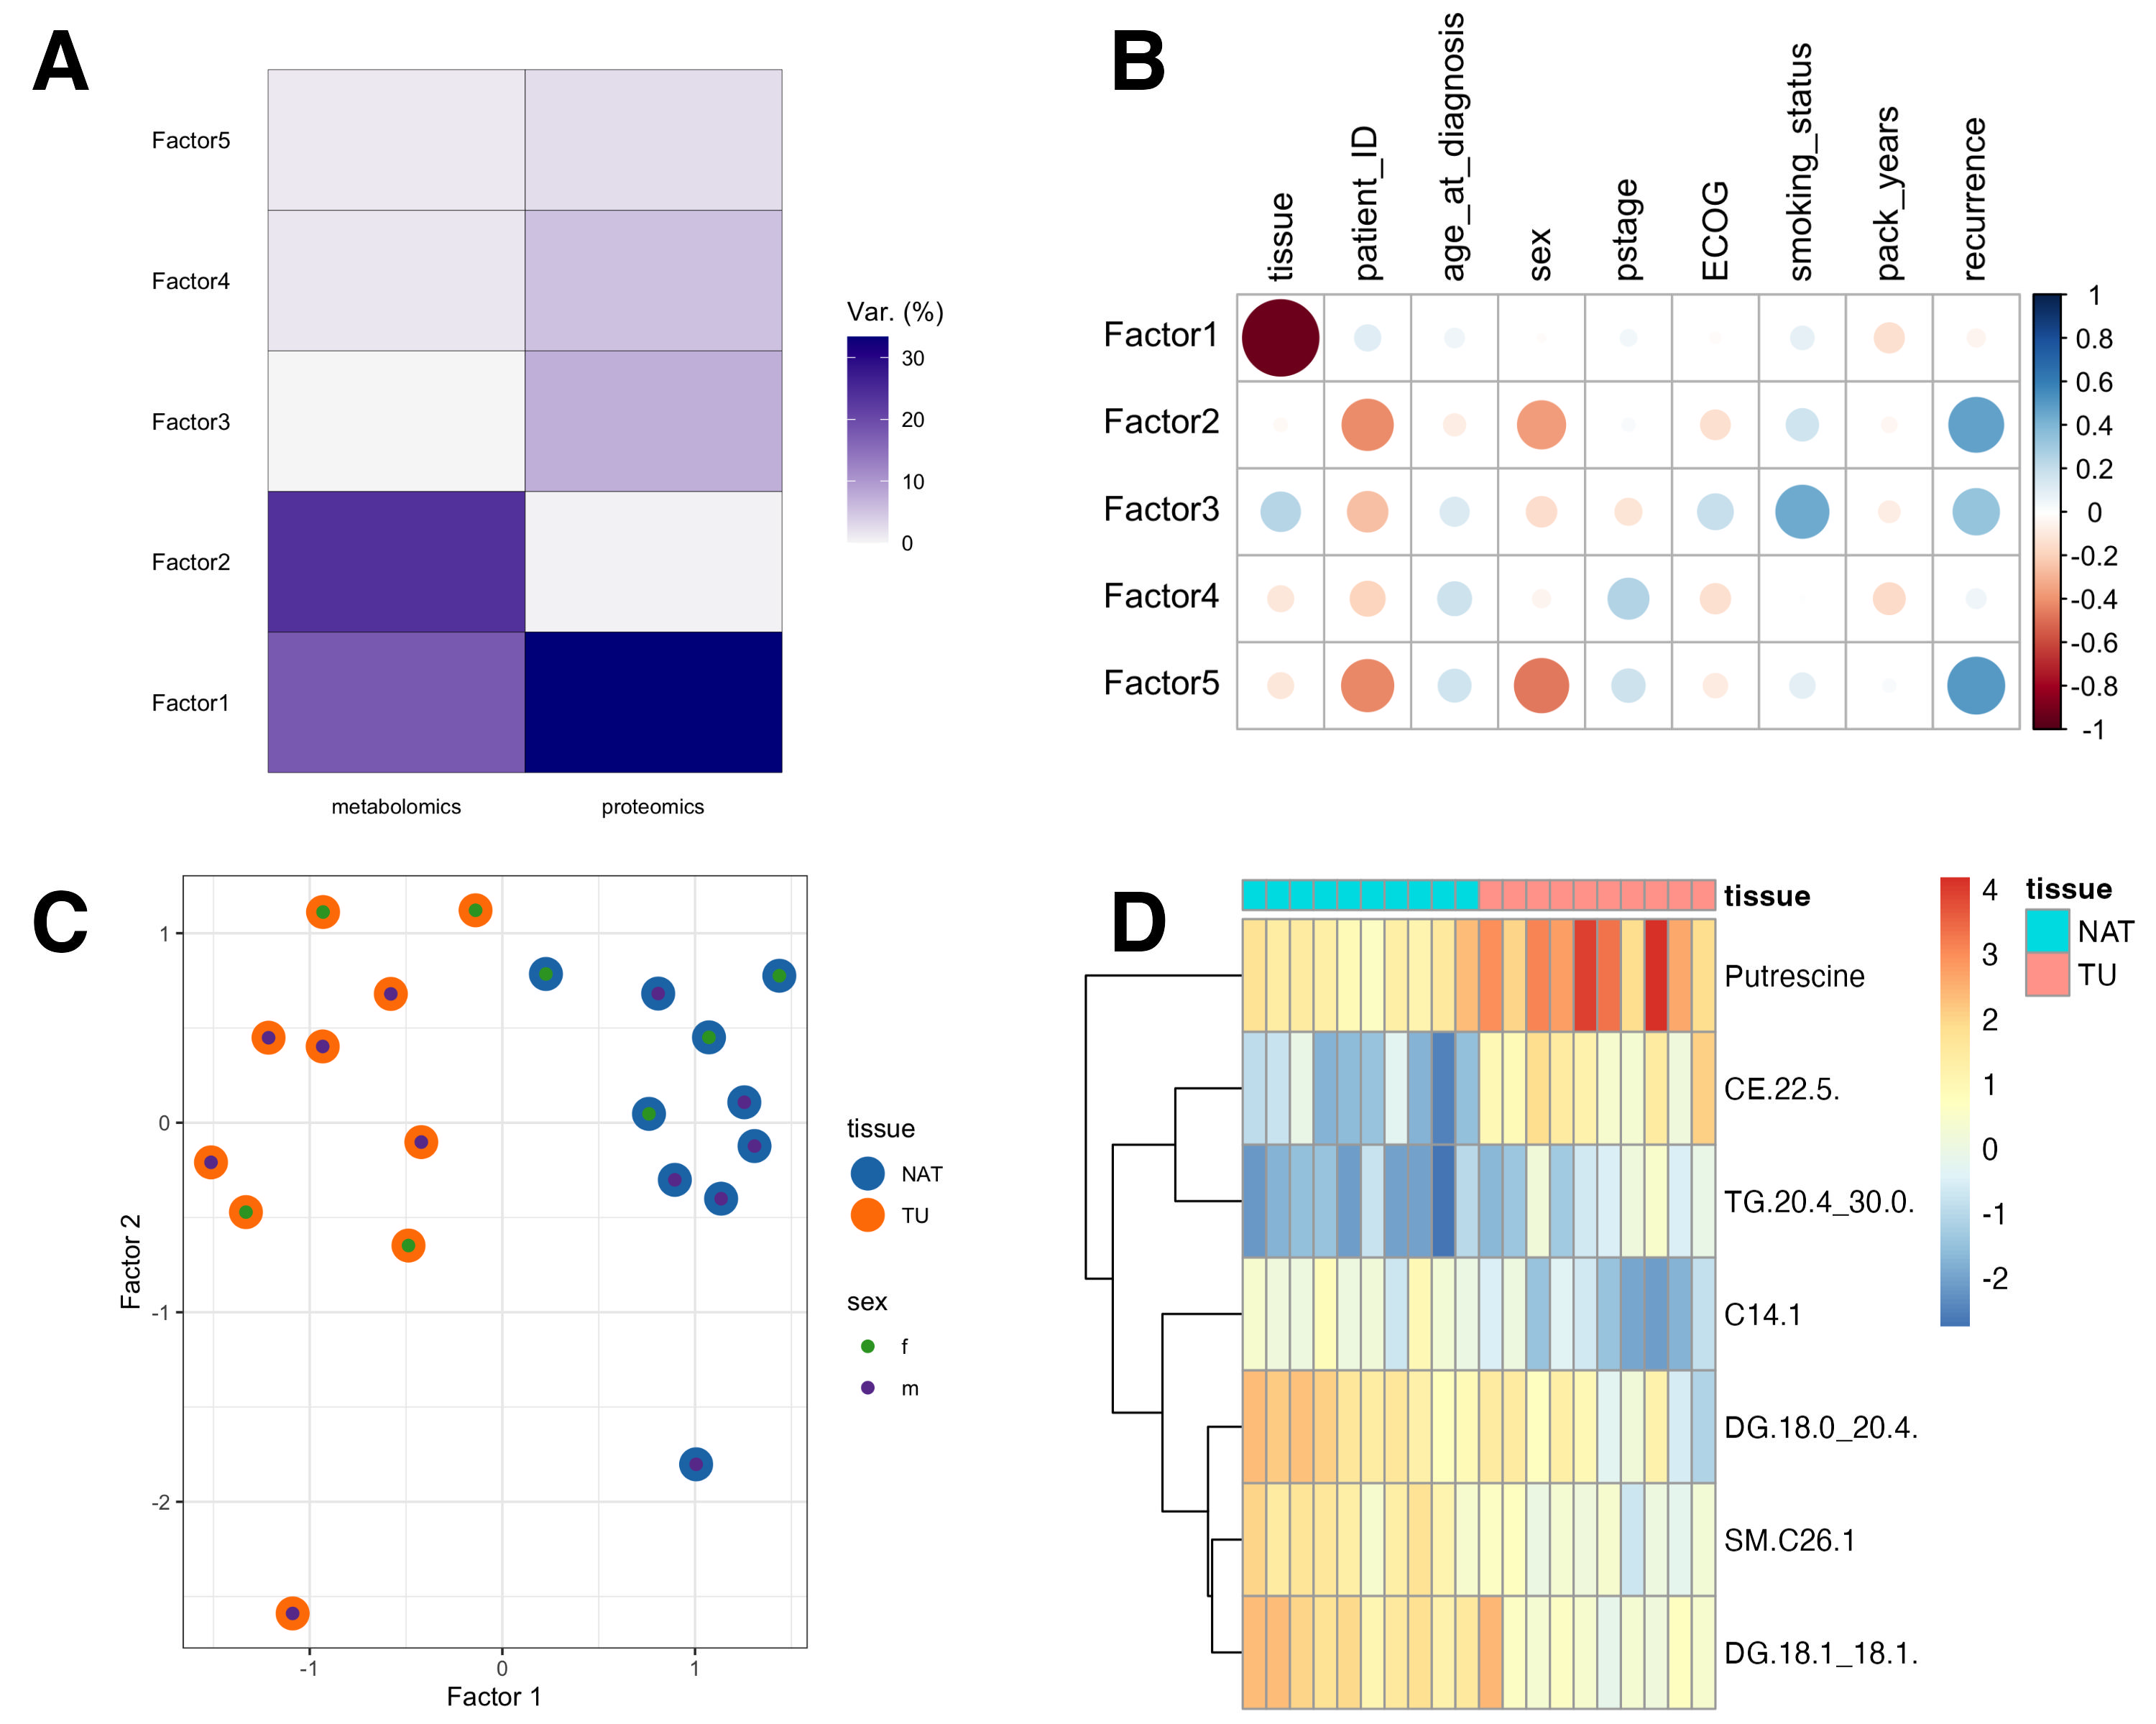 A
Factor5
Factor4
Factor3
Factor2
Factor1
metabolomics
proteomics
Var. (%)
30
20
10
0
B
tissue
patient_ID
age_at_diagnosis
sex
pstage
ECOG
smoking_status
pack_years
recurrence
Factor1
Factor2
Factor3
Factor4
Factor5
1
0.8
0.6
0.4
0.2
0
-0.2
-0.4
-0.6
-0.8
-1
C
1
0
-1
-2
Factor 2
-1
0
1
Factor 1
tissue
NAT
TU
sex
f
m
D
tissue
Putrescine
CE.22.5.
TG.20.4_30.0.
C14.1
DG.18.0_20.4.
SM.C26.1
DG.18.1_18.1.
4
3
2
1
0
-1
-2
tissue
NAT
TU